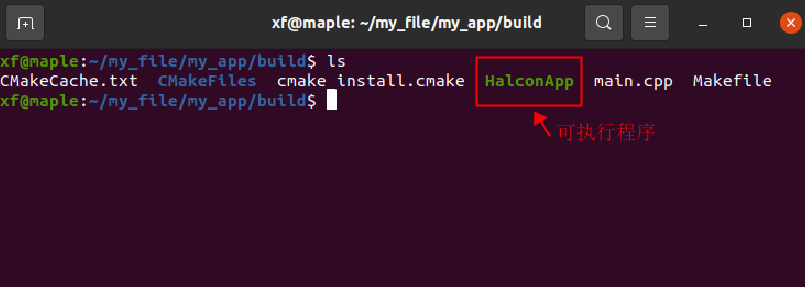 xf@maple: ~/my_file/my_app/build
xf@maple:~/my_file/my_app/build$ ls
CMakeCache.txt CMakeFiles cmake_install.cmake HalconApp main.cpp Makefile
xf@maple:~/my_file/my_app/build$
可执行程序